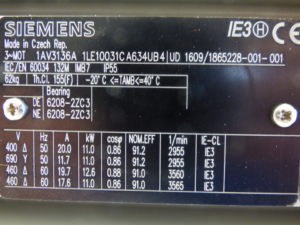 SIEMENS IE3 H CC
Made in Czech Rep.
3-MOT 1AV3136A 1LE10031CA634UB4 UD 1609/1865228-001-001
IEC/EN 60034 132M IMB7 IP55
62kg Th.Cl. 155(F) -20°C <=TAMB<=40°C
Bearing
DE 6208-2ZC3
NE 6208-2ZC3
V Hz A kW cosφ NOM.EFF 1/min IE-CL
400 Δ 50 20.0 11.0 0.86 91.2 2955 IE3
690 Y 50 11.7 11.0 0.86 91.2 2955 IE3
460 Δ 60 19.7 12.6 0.88 91.0 3560 IE3
460 Δ 60 17.6 11.0 0.86 91.0 3565 IE3